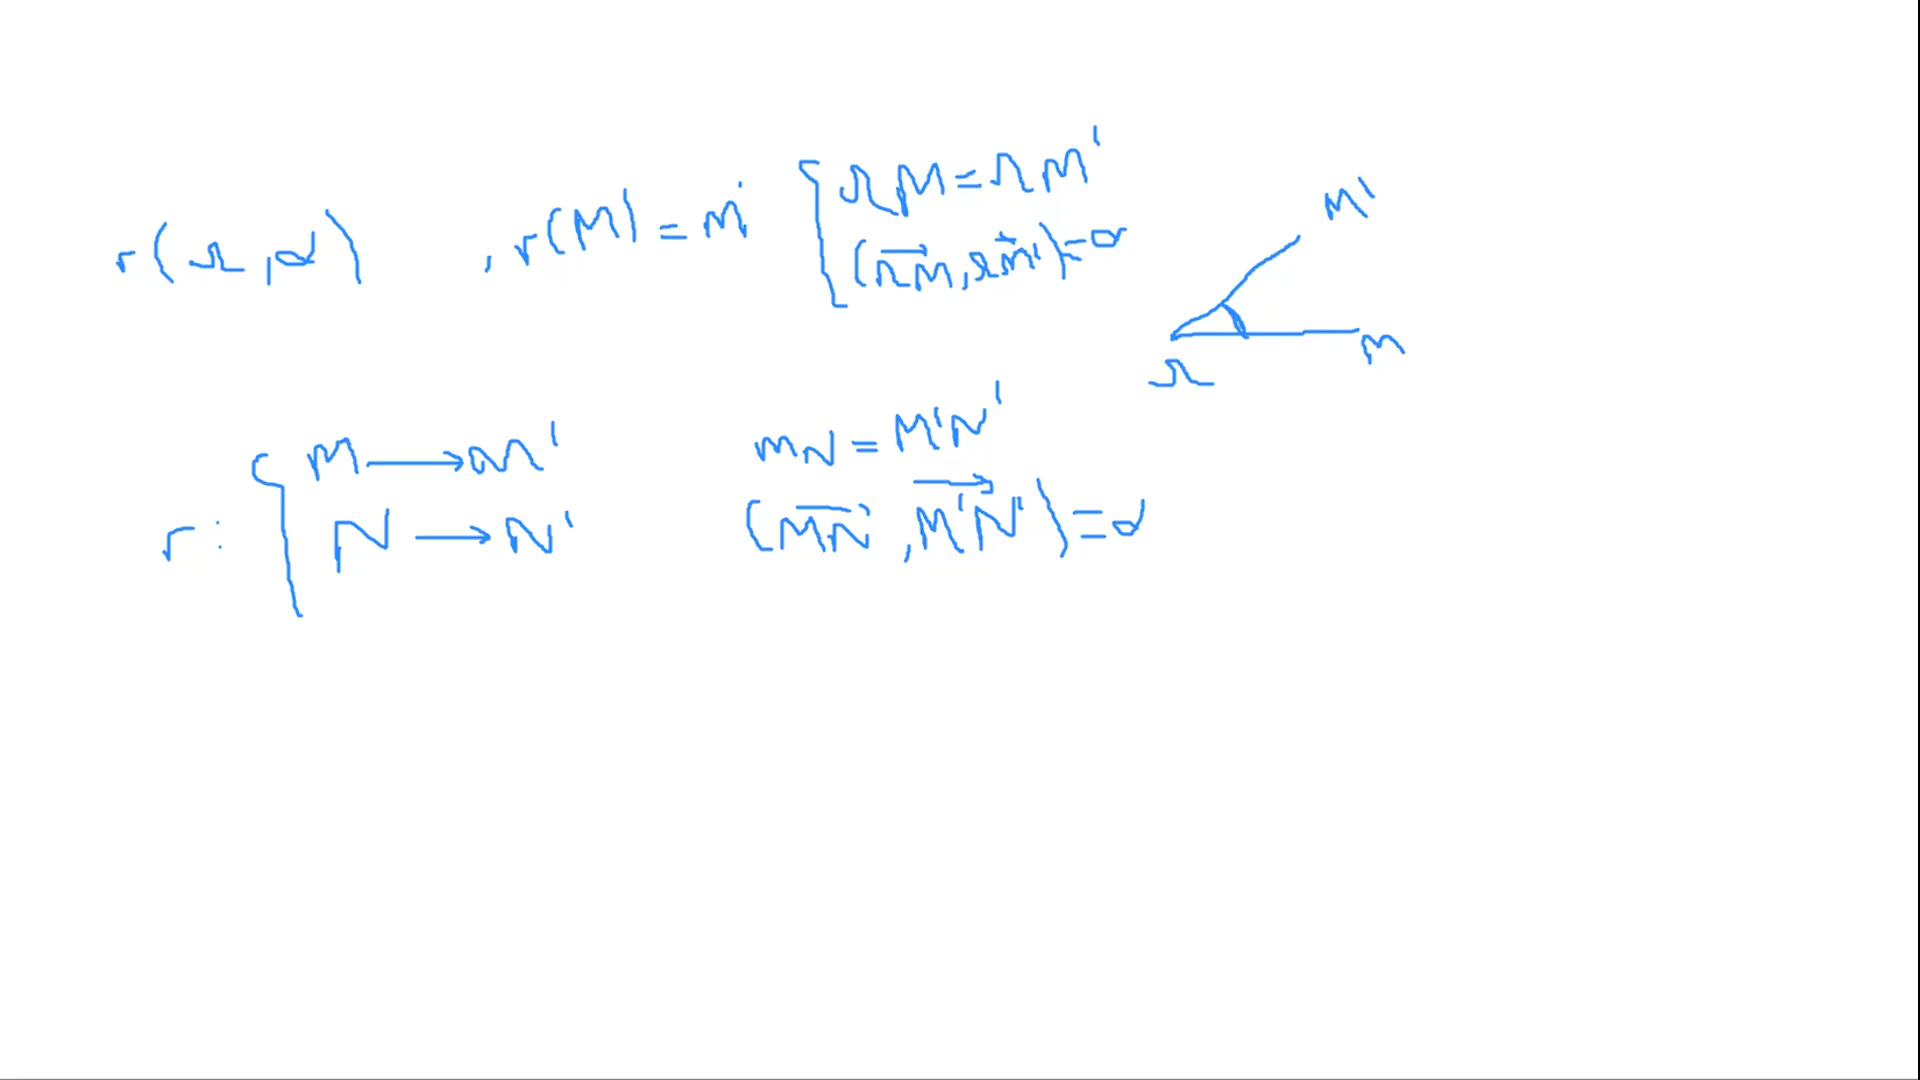 r(Ω, α) , r(M) = M' { ΩM = ΩM'
(ΩM→, ΩM'→) = α
M'
M
Ω
r: { M → M' MN = M'N'
N → N' (MN→, M'N'→) = α